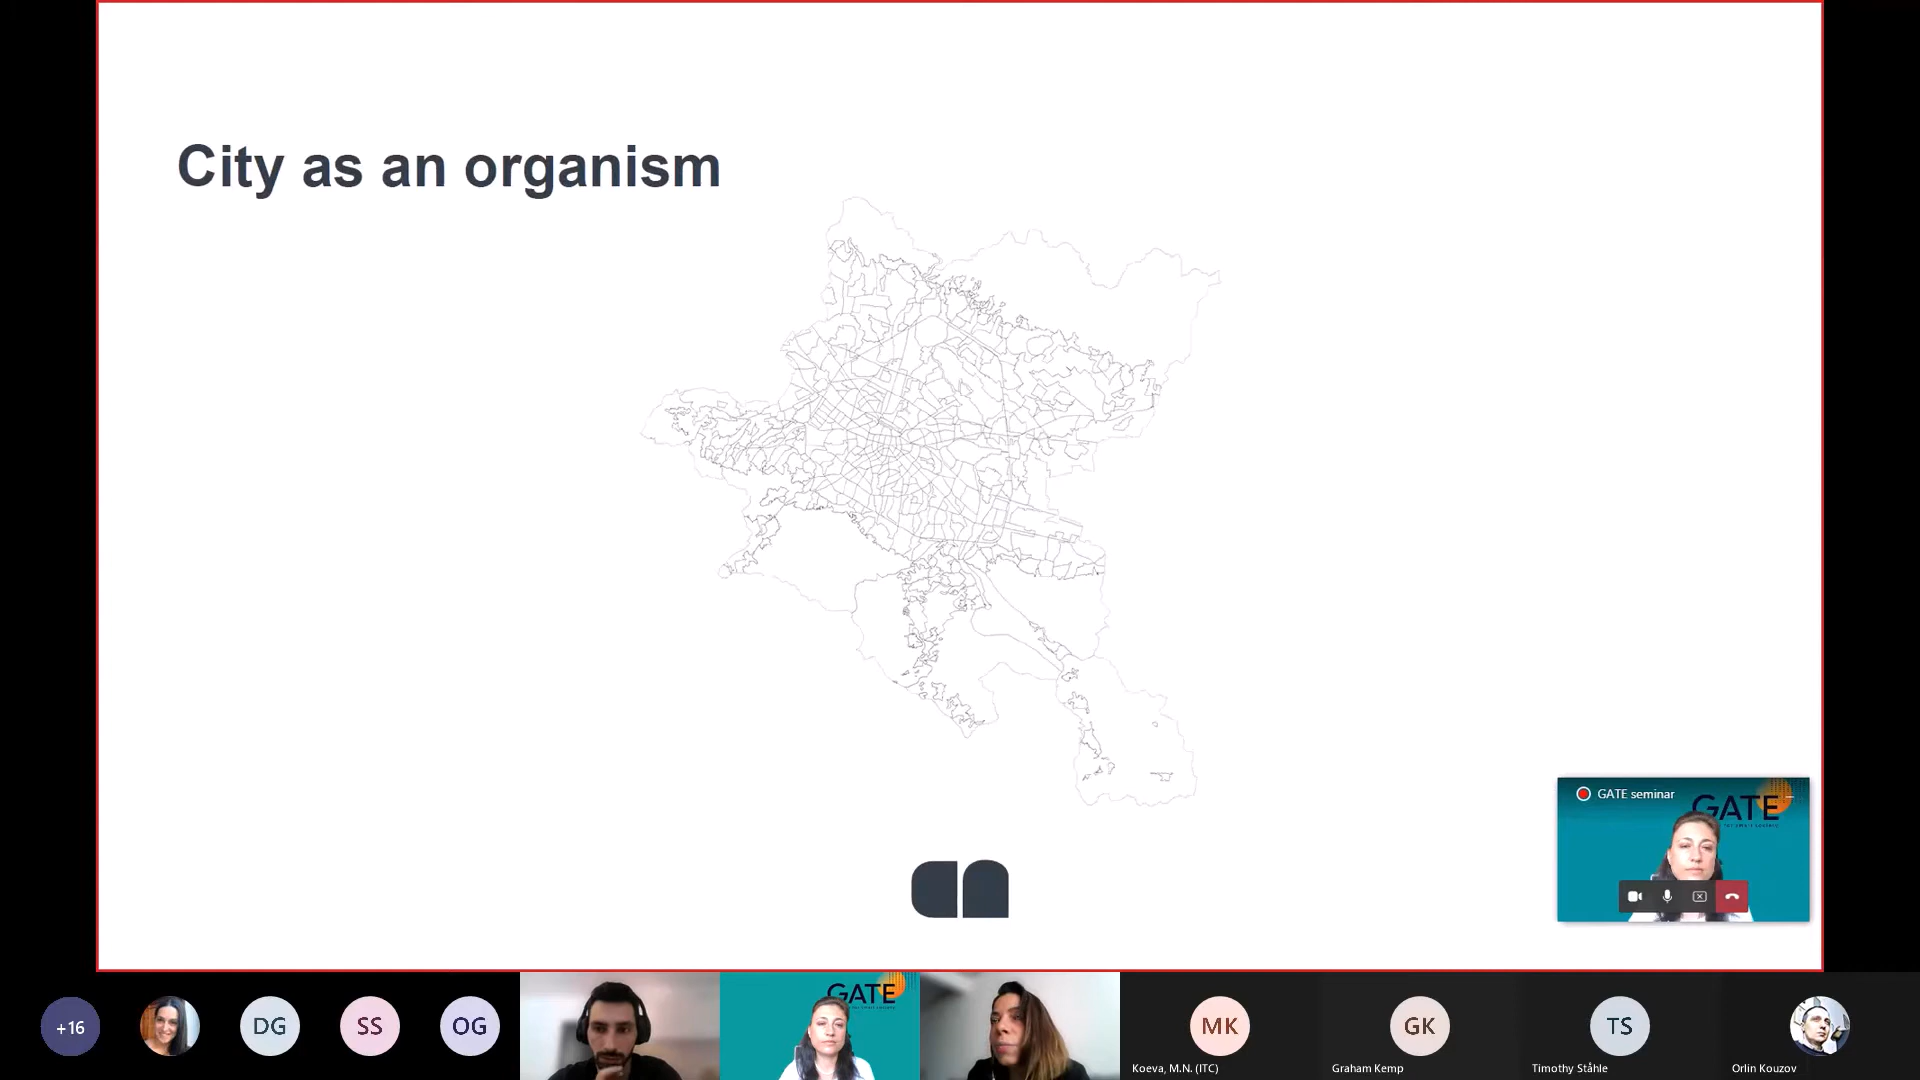 City as an organism
GATE seminar
GATE
+16
DG
SS
OG
GATE
MK
Koeva, M.N. (ITC)
GK
Graham Kemp
TS
Timothy Ståhle
Orlin Kouzov